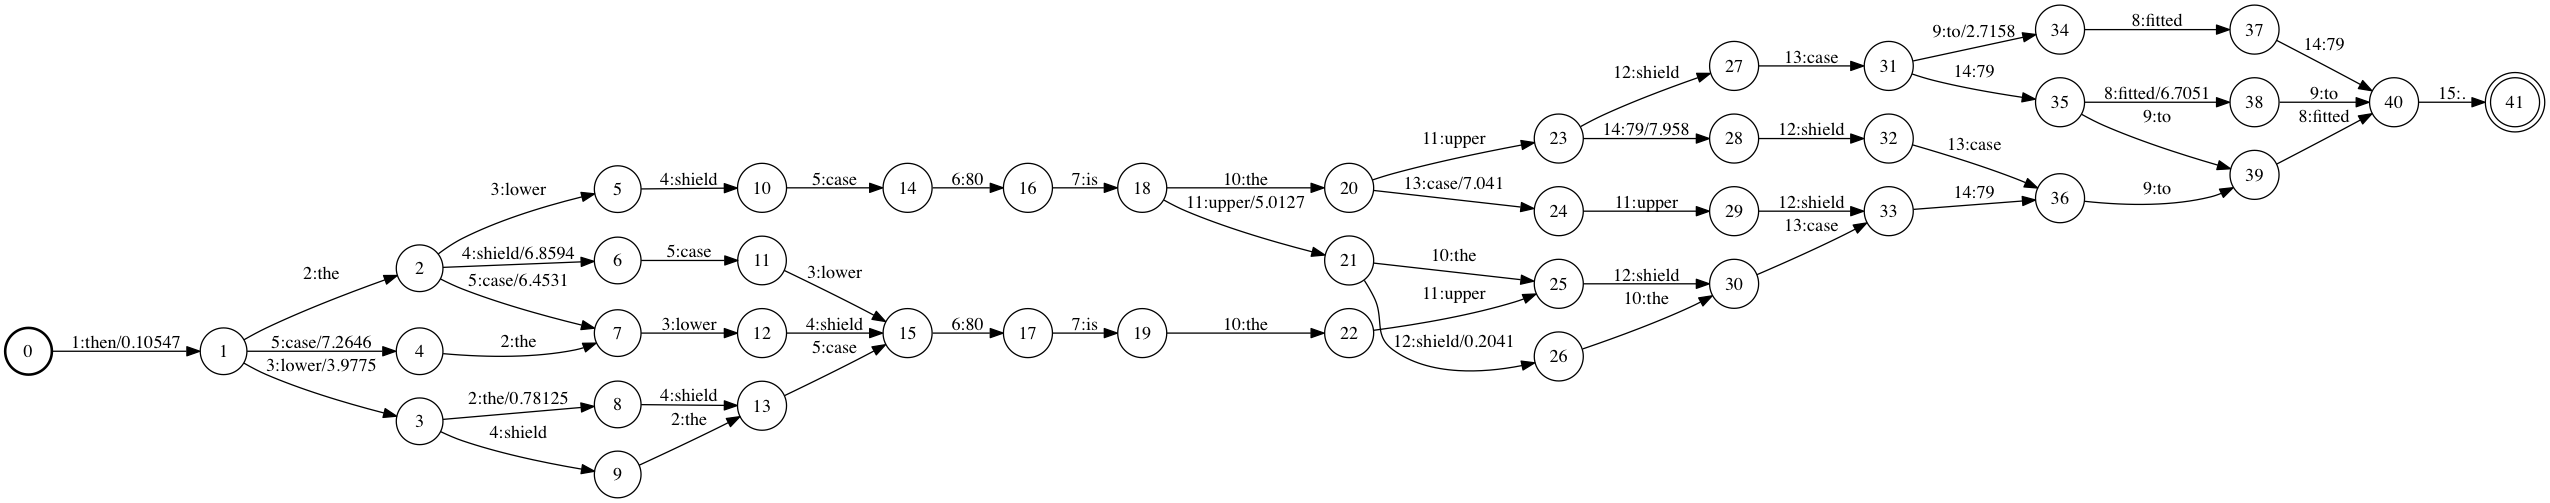 0
1:then/0.10547
1
2:the
5:case/7.2646
3:lower/3.9775
2
4
3
3:lower
4:shield/6.8594
5:case/6.4531
2:the
2:the/0.78125
4:shield
5
6
7
8
9
4:shield
5:case
3:lower
4:shield
2:the
10
11
12
13
5:case
3:lower
4:shield
5:case
14
15
6:80
6:80
16
17
7:is
7:is
18
19
10:the
11:upper/5.0127
10:the
20
21
22
11:upper
13:case/7.041
10:the
11:upper
12:shield/0.2041
23
24
25
26
12:shield
14:79/7.958
11:upper
12:shield
10:the
27
28
29
30
13:case
12:shield
12:shield
13:case
31
32
33
9:to/2.7158
14:79
13:case
14:79
34
35
36
8:fitted
8:fitted/6.7051
9:to
9:to
37
38
39
14:79
9:to
8:fitted
40
15:.
41